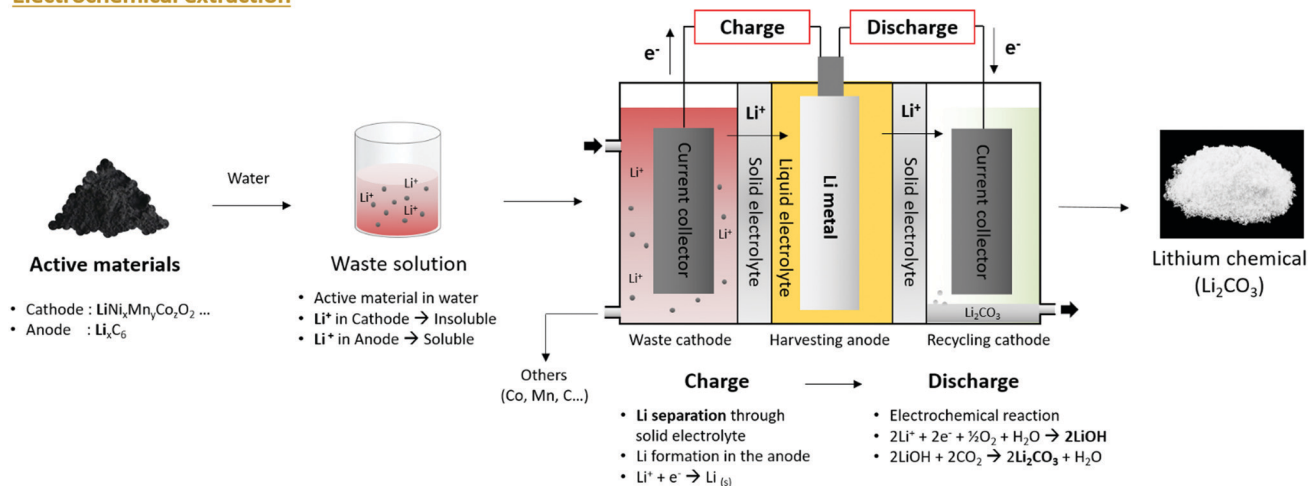 Electrochemical extraction
Charge
Discharge
e⁻
e⁻
Water
Li⁺
Li⁺
Li⁺
Li⁺
Li⁺
Li⁺
Current collector
Li⁺
Solid electrolyte
Liquid electrolyte
Li metal
Li⁺
Solid electrolyte
Current collector
Li₂CO₃
Active materials
• Cathode : LiNiₓMnᵧCo₂O₂ ...
• Anode : LiₓC₆
Waste solution
• Active material in water
• Li⁺ in Cathode → Insoluble
• Li⁺ in Anode → Soluble
Others
(Co, Mn, C...)
Waste cathode
Harvesting anode
Recycling cathode
Lithium chemical
(Li₂CO₃)
Charge
• Li separation through
solid electrolyte
• Li formation in the anode
• Li⁺ + e⁻ → Li (s)
Discharge
• Electrochemical reaction
• 2Li⁺ + 2e⁻ + ½O₂ + H₂O → 2LiOH
• 2LiOH + 2CO₂ → 2Li₂CO₃ + H₂O